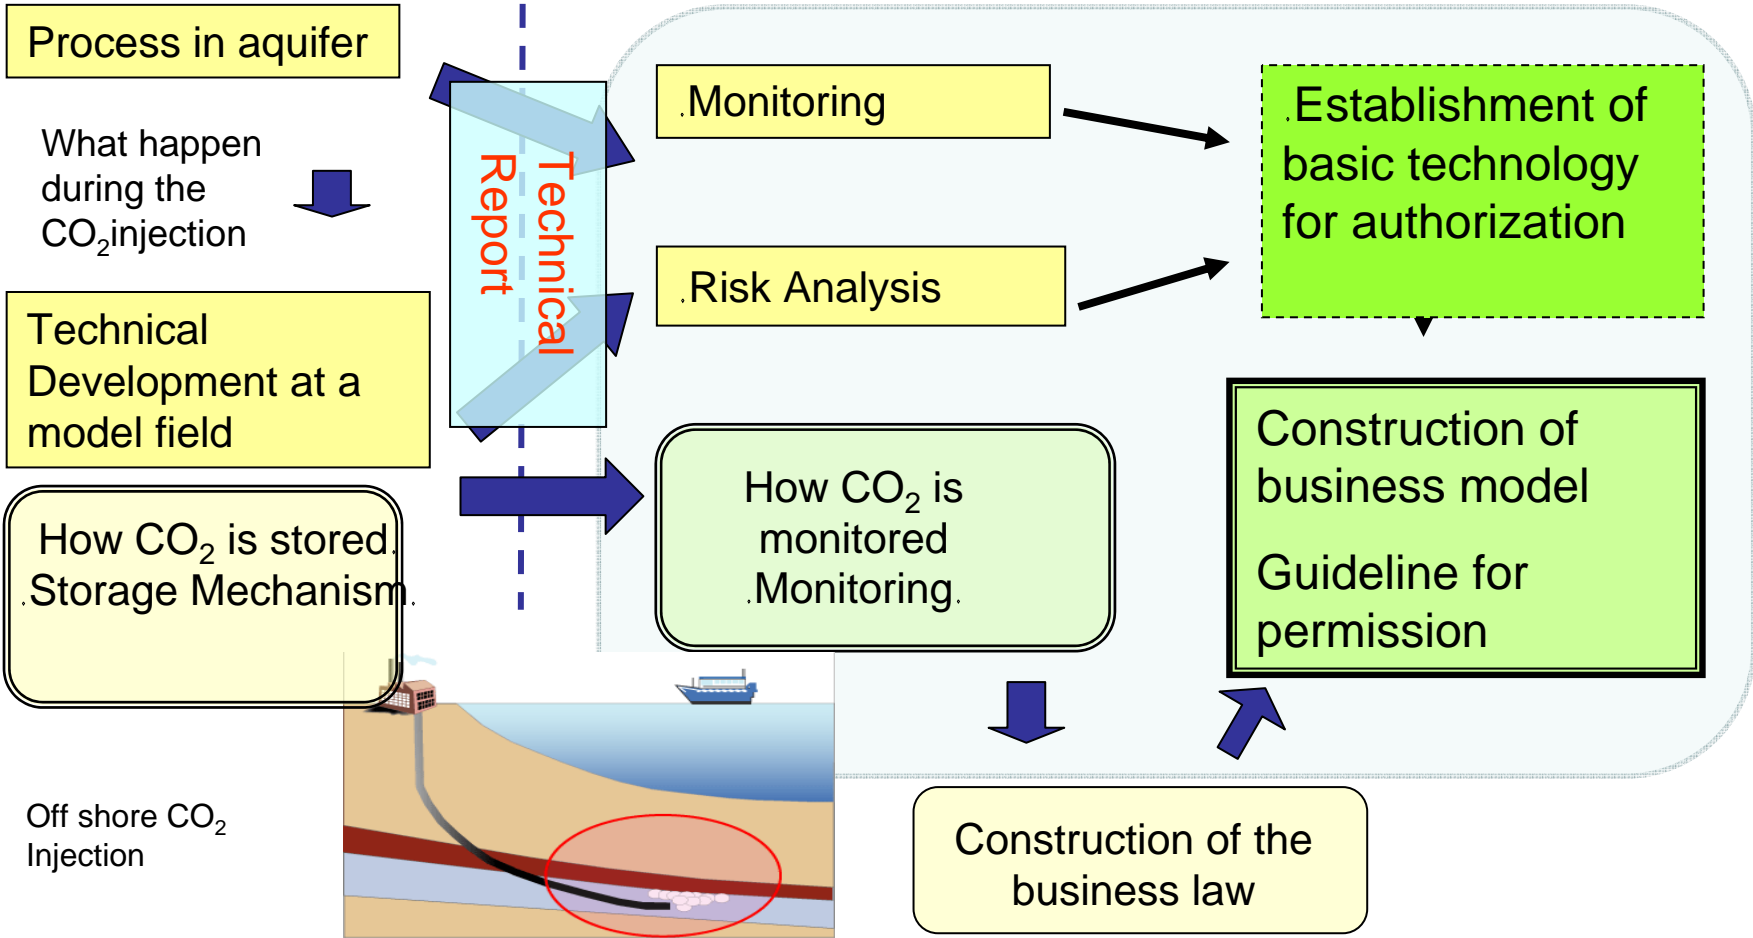 Process in aquifer
What happen
during the
CO₂injection
Technical
Development at a
model field
How CO₂ is stored.
.Storage Mechanism.
Off shore CO₂
Injection
Technical
Report
.Monitoring
.Risk Analysis
How CO₂ is
monitored
.Monitoring.
.Establishment of
basic technology
for authorization
Construction of
business model
Guideline for
permission
Construction of the
business law